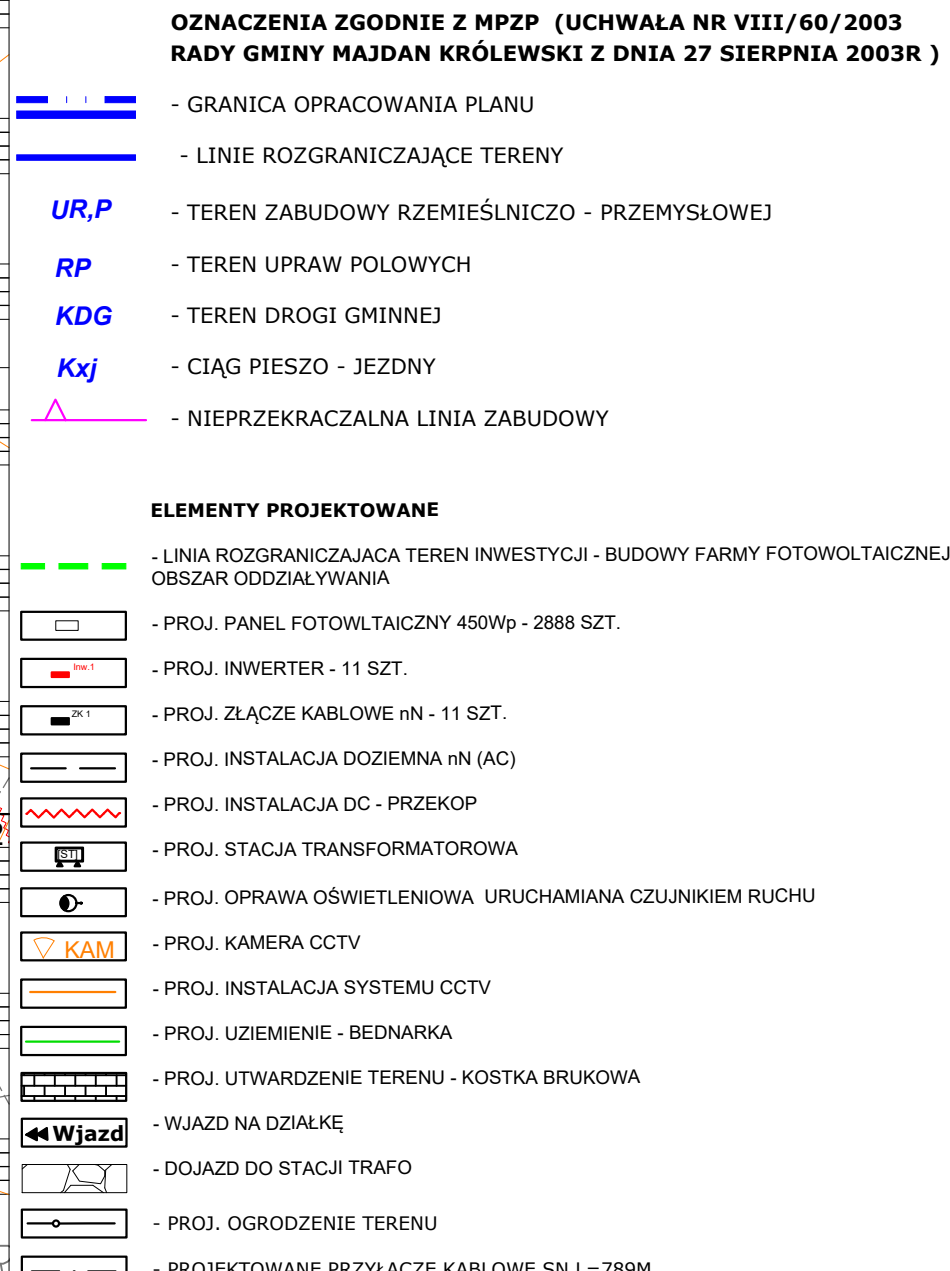 OZNACZENIA ZGODNIE Z MPZP (UCHWAŁA NR VIII/60/2003
RADY GMINY MAJDAN KRÓLEWSKI Z DNIA 27 SIERPNIA 2003R )
- GRANICA OPRACOWANIA PLANU
- LINIE ROZGRANICZAJĄCE TERENY
UR,P - TEREN ZABUDOWY RZEMIEŚLNICZO - PRZEMYSŁOWEJ
RP - TEREN UPRAW POLOWYCH
KDG - TEREN DROGI GMINNEJ
Kxj - CIĄG PIESZO - JEZDNY
- NIEPRZEKRACZALNA LINIA ZABUDOWY
ELEMENTY PROJEKTOWANE
- LINIA ROZGRANICZAJACA TEREN INWESTYCJI - BUDOWY FARMY FOTOWOLTAICZNEJ
OBSZAR ODDZIAŁYWANIA
- PROJ. PANEL FOTOWLTAICZNY 450Wp - 2888 SZT.
Inw.1 - PROJ. INWERTER - 11 SZT.
ZK 1 - PROJ. ZŁĄCZE KABLOWE nN - 11 SZT.
- PROJ. INSTALACJA DOZIEMNA nN (AC)
- PROJ. INSTALACJA DC - PRZEKOP
[ST] - PROJ. STACJA TRANSFORMATOROWA
- PROJ. OPRAWA OŚWIETLENIOWA URUCHAMIANA CZUJNIKIEM RUCHU
KAM - PROJ. KAMERA CCTV
- PROJ. INSTALACJA SYSTEMU CCTV
- PROJ. UZIEMIENIE - BEDNARKA
- PROJ. UTWARDZENIE TERENU - KOSTKA BRUKOWA
Wjazd - WJAZD NA DZIAŁKĘ
- DOJAZD DO STACJI TRAFO
- PROJ. OGRODZENIE TERENU
- PROJEKTOWANE PRZYŁĄCZE KABLOWE SN L=789M